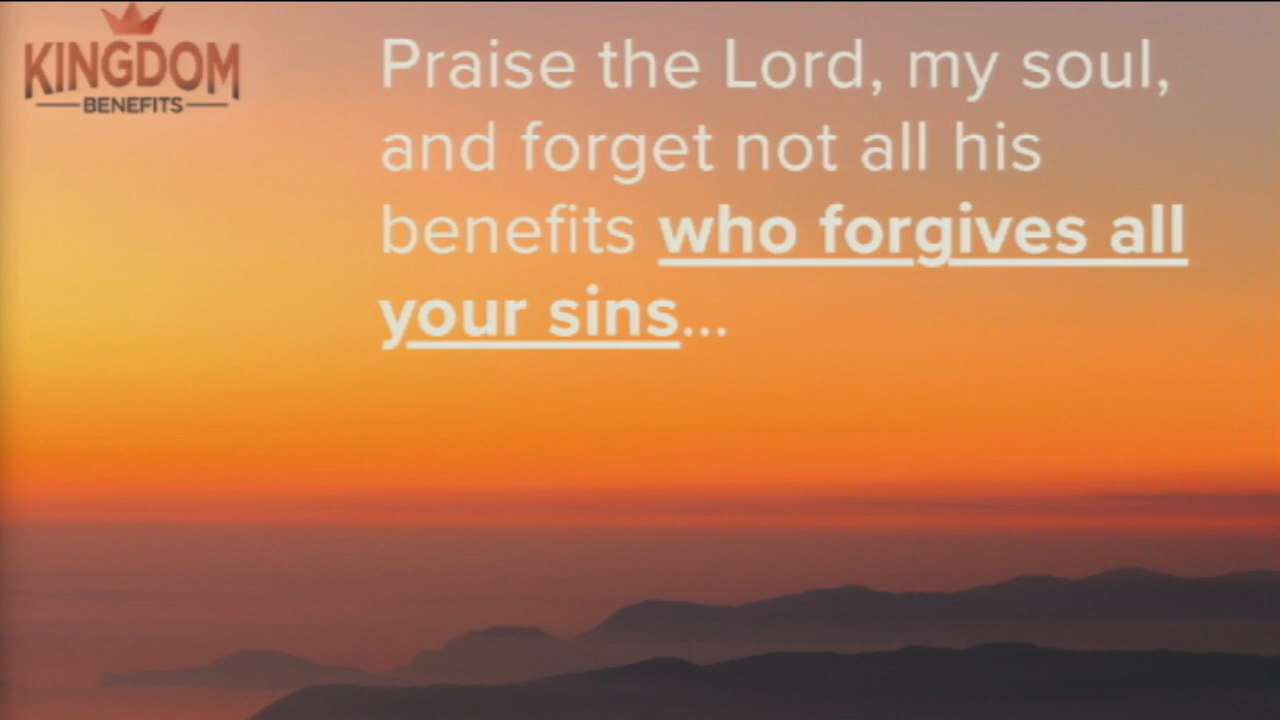 KINGDOM
BENEFITS
Praise the Lord, my soul,
and forget not all his
benefits who forgives all
your sins...